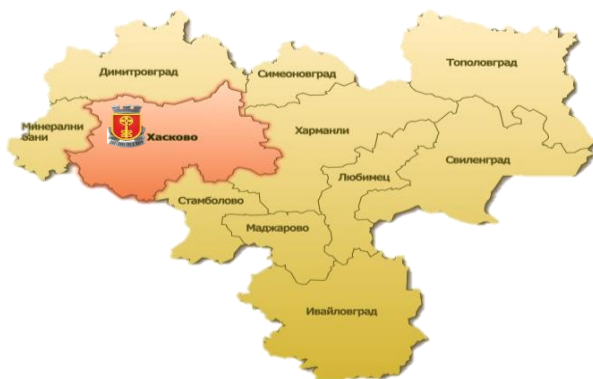 Тополовград
Димитровград
Симеоновград
Минерални
бани
Хасково
Харманли
Свиленград
Любимец
Стамболово
Маджарово
Ивайловград